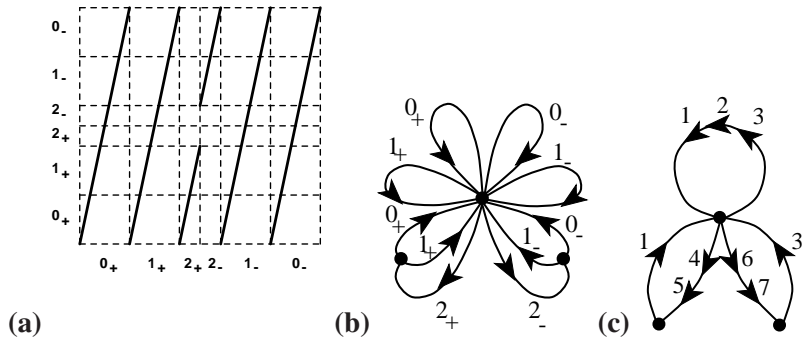 0₋
1₋
2₋
2₊
1₊
0₊
0₊ 1₊ 2₊ 2₋ 1₋ 0₋
(a)
0₊ 0₋
1₊ 1₋
0₊ 1₊ 1₋ 0₋
2₊ 2₋
(b)
1 2 3
1 4 6 3
5 7
(c)